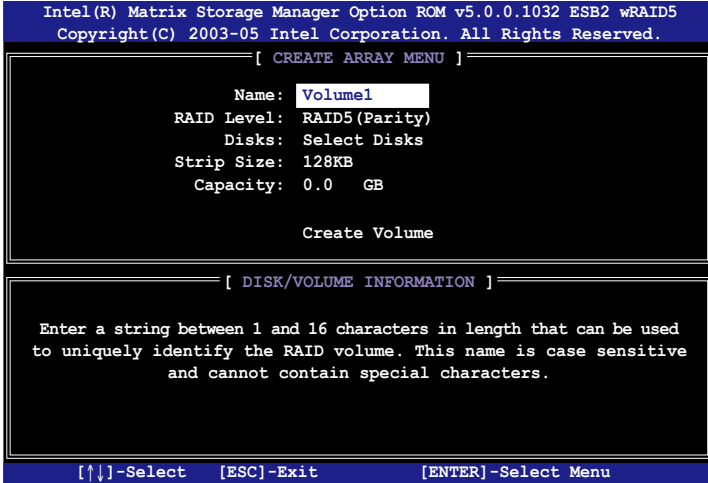 Intel(R) Matrix Storage Manager Option ROM v5.0.0.1032 ESB2 wRAID5
Copyright(C) 2003-05 Intel Corporation. All Rights Reserved.
[ CREATE ARRAY MENU ]
Name: Volume1
RAID Level: RAID5(Parity)
Disks: Select Disks
Strip Size: 128KB
Capacity: 0.0 GB
Create Volume
[ DISK/VOLUME INFORMATION ]
Enter a string between 1 and 16 characters in length that can be used
to uniquely identify the RAID volume. This name is case sensitive
and cannot contain special characters.
[↑↓]-Select [ESC]-Exit [ENTER]-Select Menu